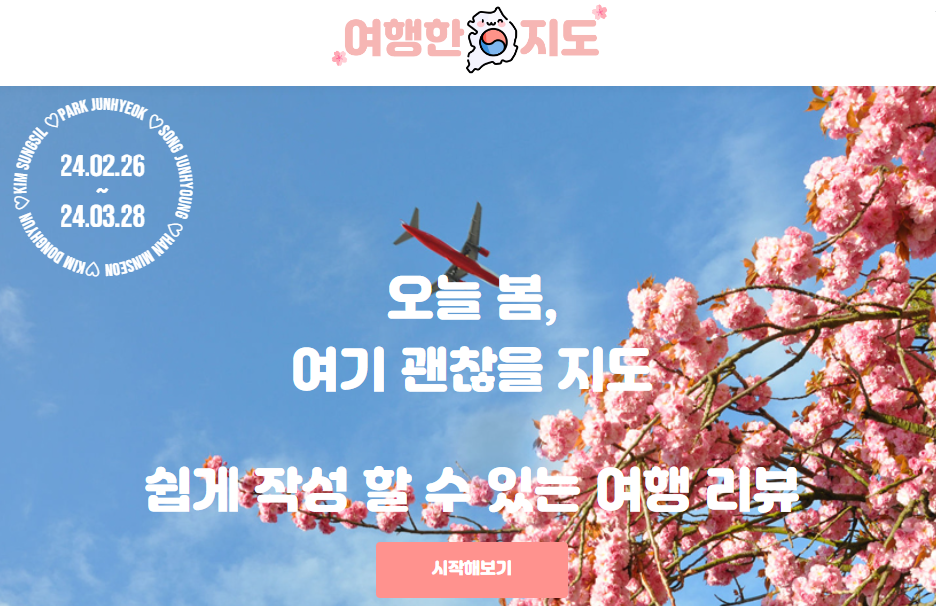 여행한 지도
PARK JUNHYEOK ♡ SONG JUNHYOUNG ♡ HAN MINSEON ♡ KIM DONGHYUN ♡ KIM SUNGSIL ♡
24.02.26
~
24.03.28
오늘 봄,
여기 괜찮을 지도
쉽게 작성 할 수 있는 여행 리뷰
시작해보기